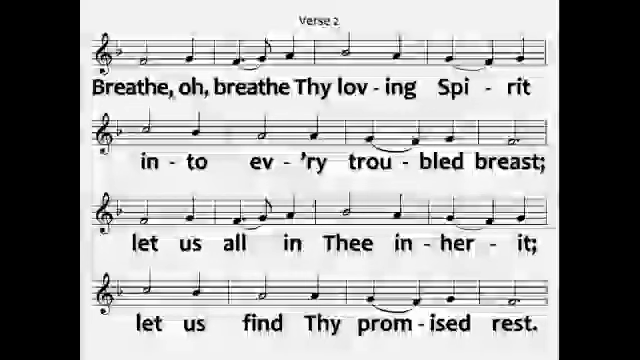 Verse 2
Breathe, oh, breathe Thy lov - ing Spi - rit
in - to ev - 'ry trou - bled breast;
let us all in Thee in - her - it;
let us find Thy prom - ised rest.